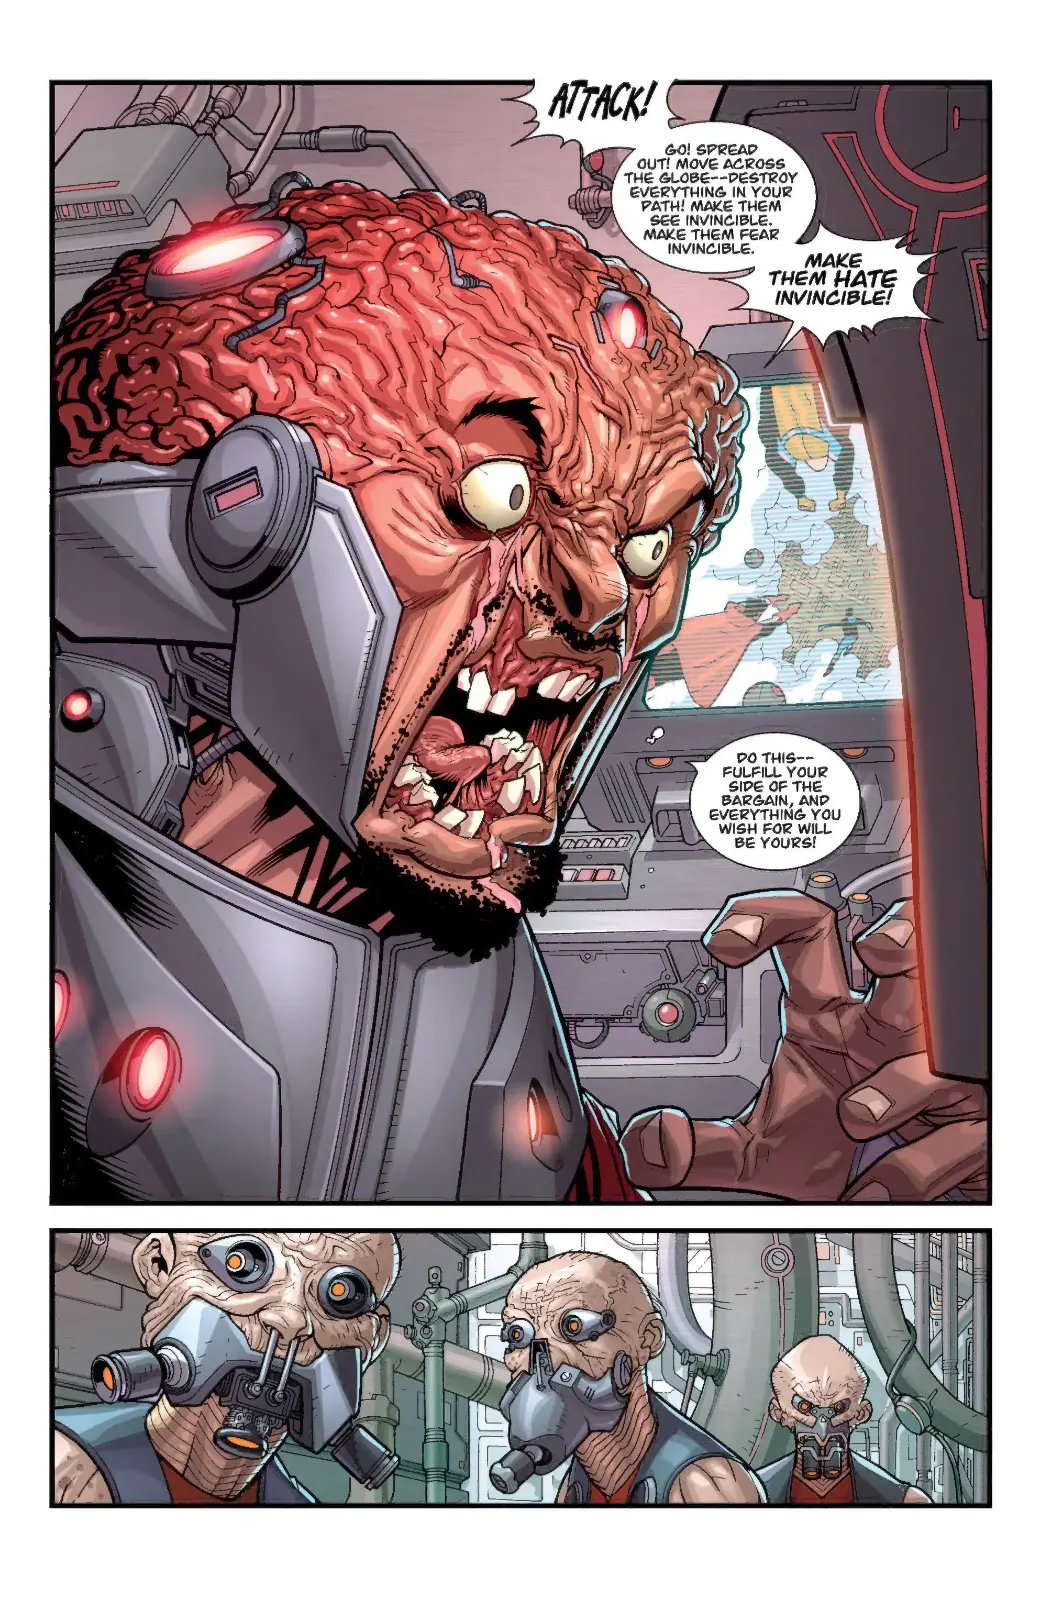 ATTACK!
GO! SPREAD
OUT! MOVE ACROSS
THE GLOBE--DESTROY
EVERYTHING IN YOUR
PATH! MAKE THEM
SEE INVINCIBLE.
MAKE THEM FEAR
INVINCIBLE.
MAKE
THEM HATE
INVINCIBLE!
DO THIS--
FULFILL YOUR
SIDE OF THE
BARGAIN, AND
EVERYTHING YOU
WISH FOR WILL
BE YOURS!